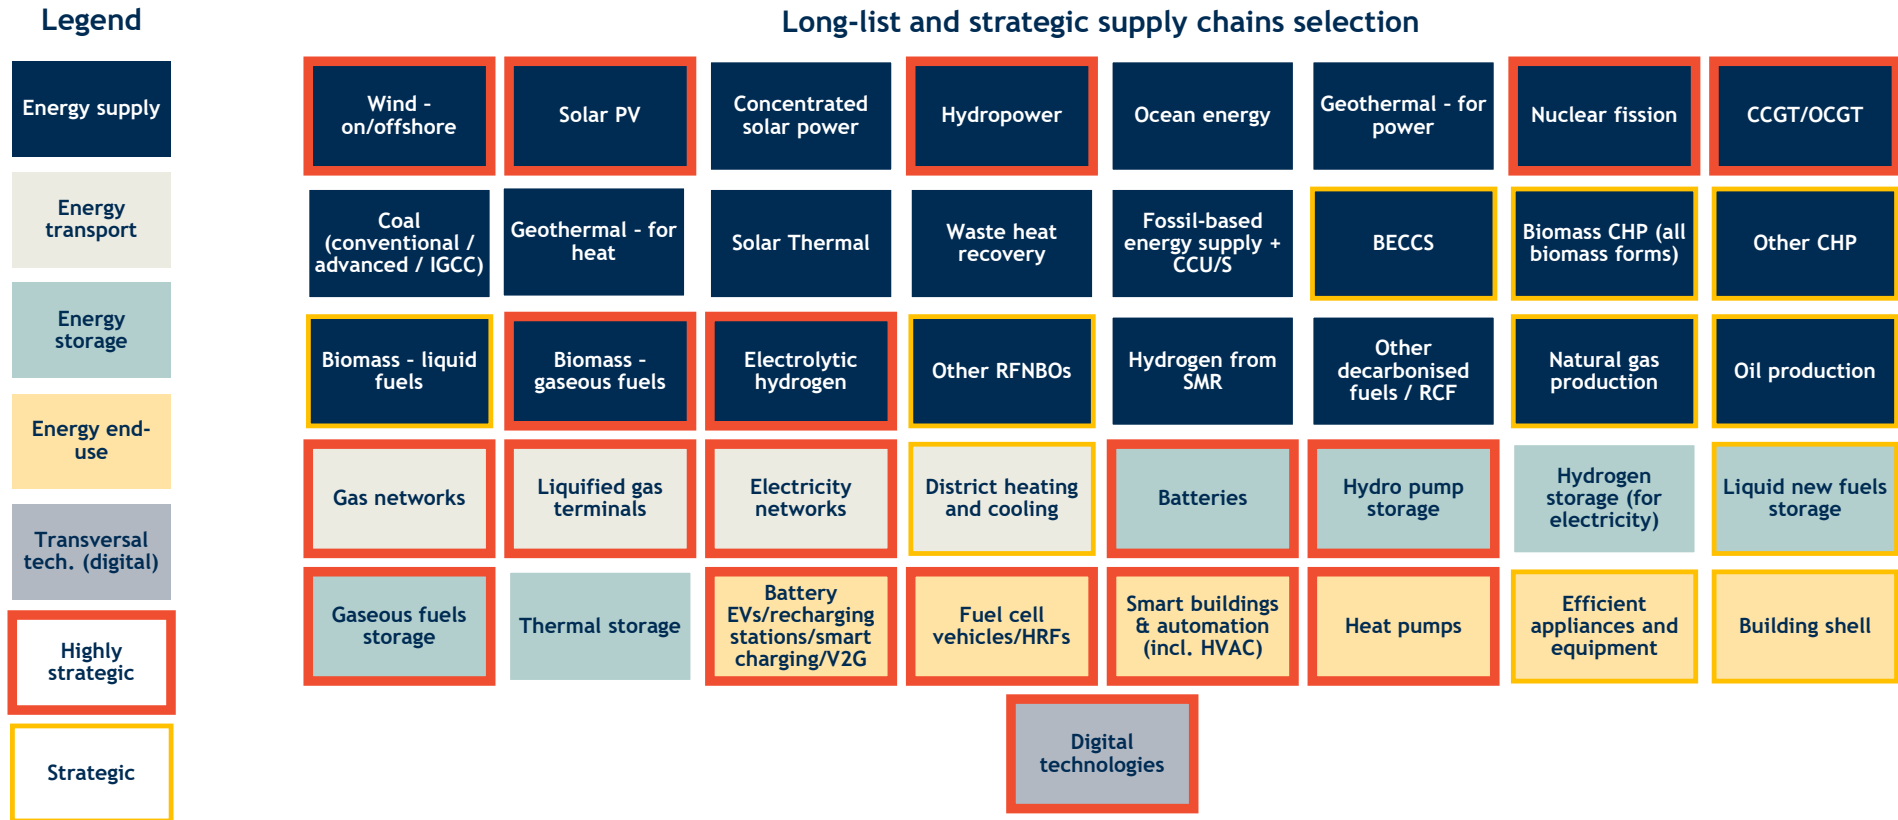 Legend
Long-list and strategic supply chains selection
Energy supply
Energy
transport
Energy
storage
Energy end-
use
Transversal
tech. (digital)
Highly
strategic
Strategic
Wind -
on/offshore
Solar PV
Concentrated
solar power
Hydropower
Ocean energy
Geothermal - for
power
Nuclear fission
CCGT/OCGT
Coal
(conventional /
advanced / IGCC)
Geothermal - for
heat
Solar Thermal
Waste heat
recovery
Fossil-based
energy supply +
CCU/S
BECCS
Biomass CHP (all
biomass forms)
Other CHP
Biomass - liquid
fuels
Biomass -
gaseous fuels
Electrolytic
hydrogen
Other RFNBOs
Hydrogen from
SMR
Other
decarbonised
fuels / RCF
Natural gas
production
Oil production
Gas networks
Liquified gas
terminals
Electricity
networks
District heating
and cooling
Batteries
Hydro pump
storage
Hydrogen
storage (for
electricity)
Liquid new fuels
storage
Gaseous fuels
storage
Thermal storage
Battery
EVs/recharging
stations/smart
charging/V2G
Fuel cell
vehicles/HRFs
Smart buildings
& automation
(incl. HVAC)
Heat pumps
Efficient
appliances and
equipment
Building shell
Digital
technologies